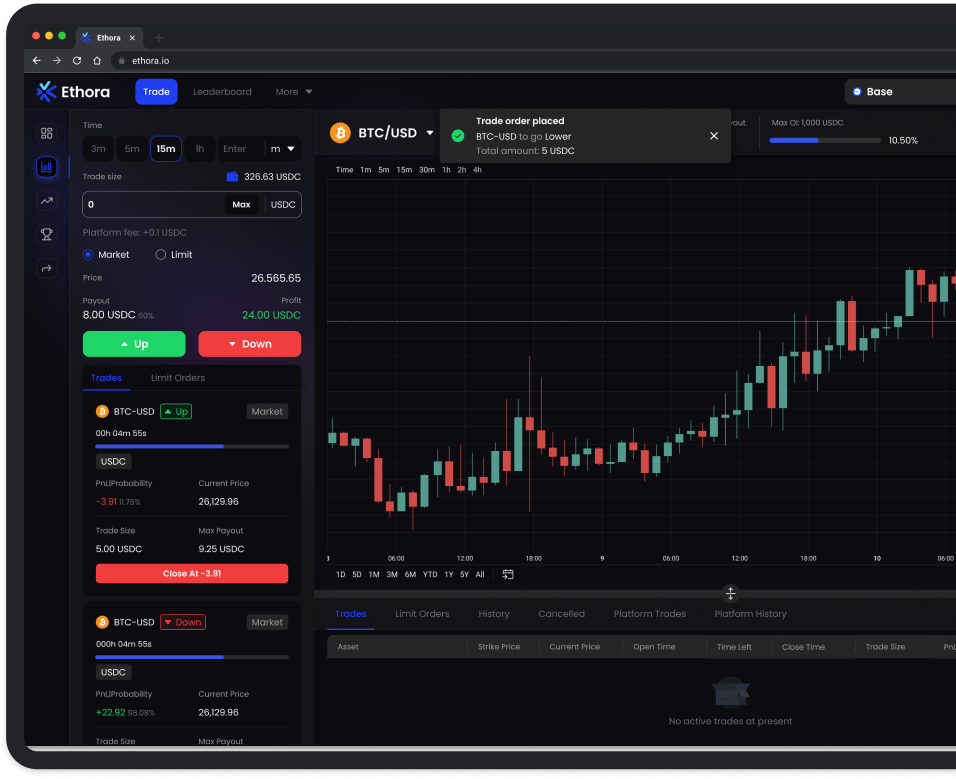 Ethora
ethora.io
Ethora
Trade
Leaderboard
More
Base
Time
3m
5m
15m
1h
Enter
m
Trade size
326.63 USDC
0
Max
USDC
Platform fee: +0.1 USDC
Market
Limit
Price
26.565.65
Payout
Profit
8.00 USDC 60%
24.00 USDC
Up
Down
Trades
Limit Orders
BTC-USD
Up
Market
00h 04m 55s
USDC
PnL|Probability
Current Price
-3.91 11.75%
26,129.96
Trade Size
Max Payout
5.00 USDC
9.25 USDC
Close At -3.91
BTC-USD
Down
Market
000h 04m 55s
USDC
PnL|Probability
Current Price
+22.92 98.08%
26,129.96
Trade Size
Max Payout
BTC/USD
Trade order placed
BTC-USD to go Lower
Total amount: 5 USDC
Max OI: 1,000 USDC
10.50%
Time 1m 5m 15m 30m 1h 2h 4h
06:00 12:00 18:00 9 06:00 12:00 18:00 10 06:00
1D 5D 1M 3M 6M YTD 1Y 5Y All
Trades
Limit Orders
History
Cancelled
Platform Trades
Platform History
Asset
Strike Price
Current Price
Open Time
Time Left
Close Time
Trade Size
No active trades at present